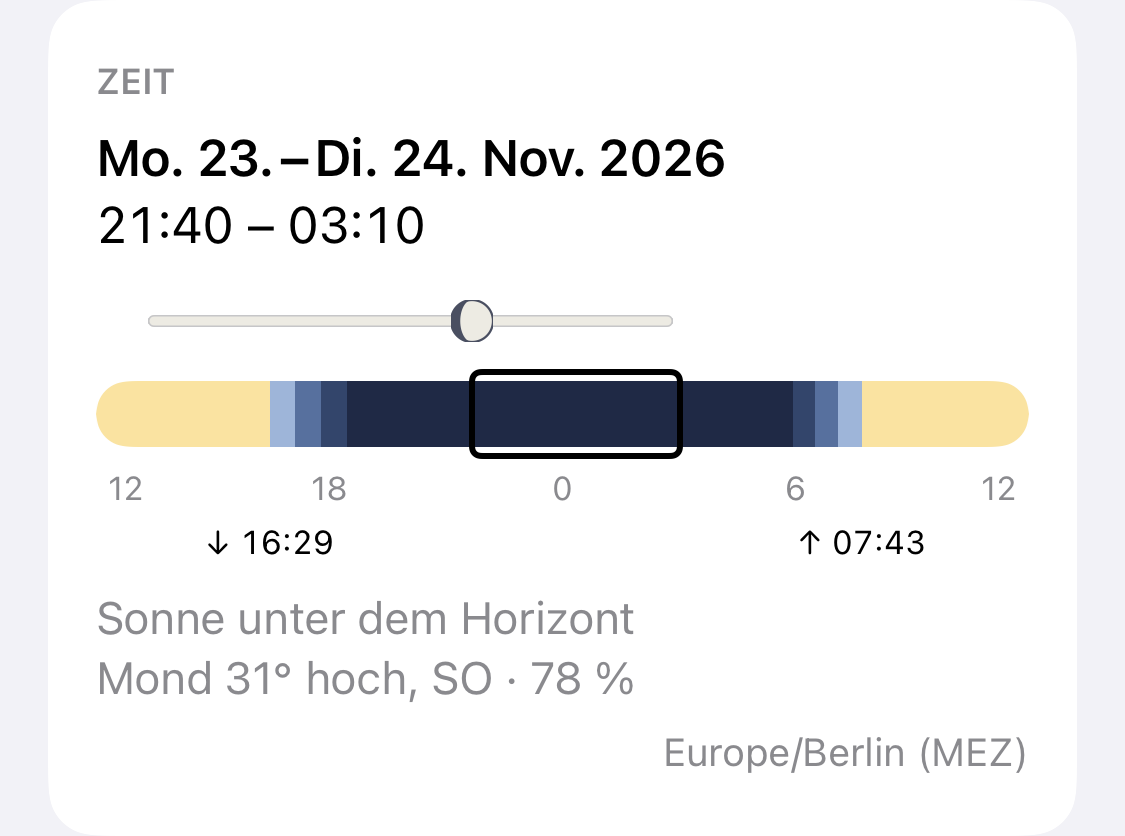 ZEIT
Mo. 23. – Di. 24. Nov. 2026
21:40 – 03:10
12 18 0 6 12
↓ 16:29 ↑ 07:43
Sonne unter dem Horizont
Mond 31° hoch, SO · 78 %
Europe/Berlin (MEZ)